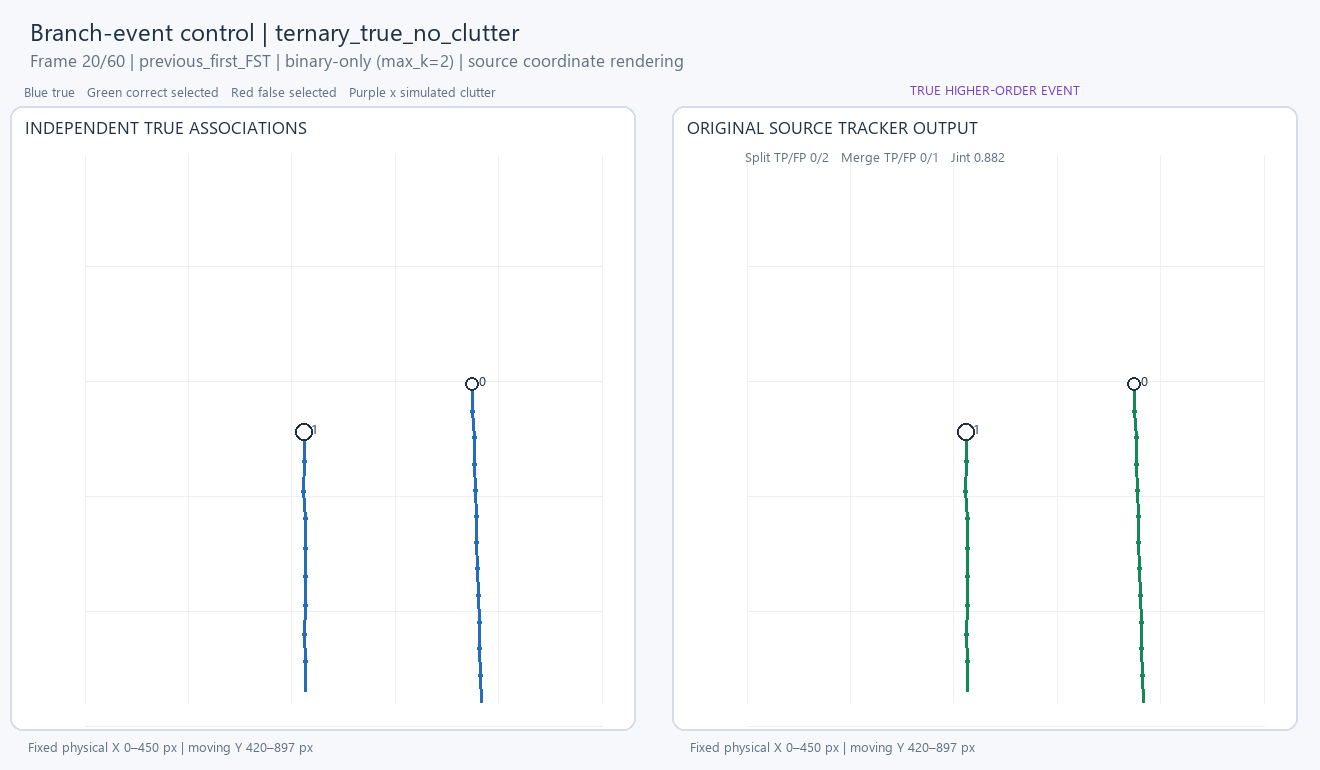 Branch-event control | ternary_true_no_clutter
Frame 20/60 | previous_first_FST | binary-only (max_k=2) | source coordinate rendering
Blue true Green correct selected Red false selected Purple x simulated clutter
TRUE HIGHER-ORDER EVENT
INDEPENDENT TRUE ASSOCIATIONS
0
1
Fixed physical X 0–450 px | moving Y 420–897 px
ORIGINAL SOURCE TRACKER OUTPUT
Split TP/FP 0/2 Merge TP/FP 0/1 Jint 0.882
0
1
Fixed physical X 0–450 px | moving Y 420–897 px